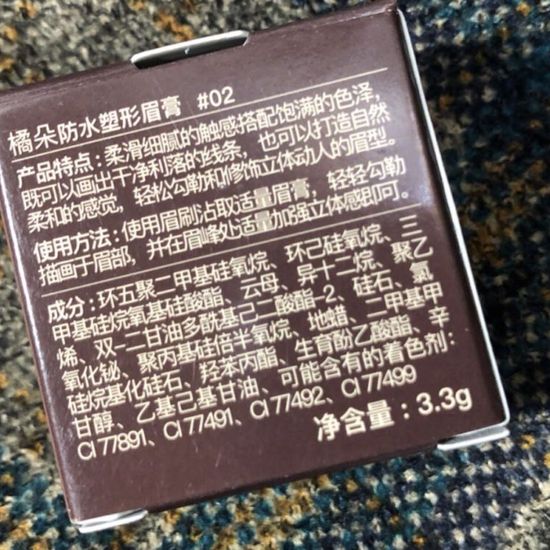 橘朵防水塑形眉膏 #02
产品特点：柔滑细腻的触感搭配饱满的色泽，
既可以画出干净利落的线条，也可以打造自然
柔和的感觉，轻松勾勒和修饰立体动人的眉型。
使用方法：使用眉刷沾取适量眉膏，轻轻勾勒
描画于眉部，并在眉峰处适量加强立体感即可。
成分：环五聚二甲基硅氧烷、环己硅氧烷、三
甲基硅烷氧基硅酸酯、云母、异十二烷、聚乙
烯、双-二甘油多酰基己二酸酯-2、硅石、氯
氧化铋、聚丙基硅倍半氧烷、地蜡、二甲基甲
硅烷基化硅石、羟苯丙酯、生育酚乙酸酯、辛
甘醇、乙基己基甘油、可能含有的着色剂：
CI 77891、CI 77491、CI 77492、CI 77499
净含量：3.3g